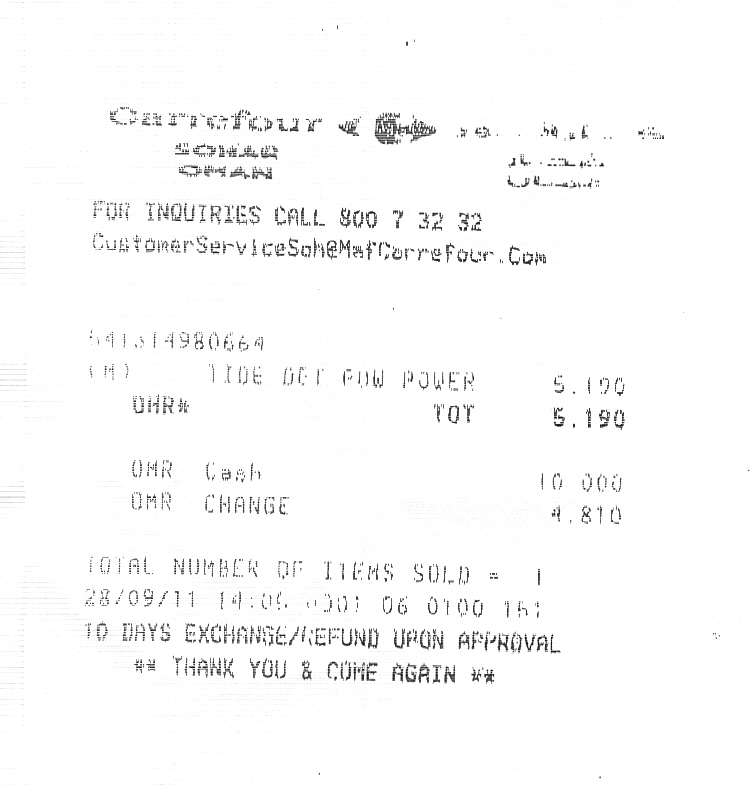 Carrefour
SOHAR
OMAN
FOR INQUIRIES CALL 800 7 32 32
CustomerServiceSoh@MafCarrefour.Com
(M) TIDE DET POW POWER 5.190
OMR* TOT 5.190
OMR Cash 10 000
OMR CHANGE 4.810
TOTAL NUMBER OF ITEMS SOLD = 1
28/09/11 06 0100
10 DAYS EXCHANGE/REFUND UPON APPROVAL
** THANK YOU & COME AGAIN **